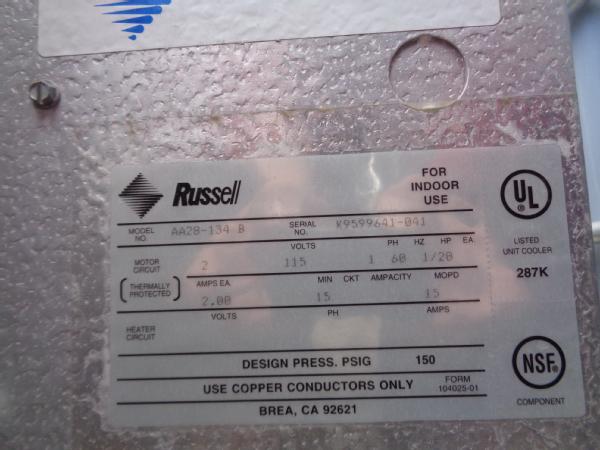 Russell
FOR
INDOOR
USE
UL
MODEL NO. AA28-134 B SERIAL NO. K9599641-041
LISTED
UNIT COOLER
287K
VOLTS PH HZ HP EA
MOTOR CIRCUIT 2 115 1 60 1/20
(THERMALLY PROTECTED) AMPS EA. MIN CKT AMPACITY MOPD
2.00 15 15
VOLTS PH AMPS
HEATER CIRCUIT
DESIGN PRESS. PSIG 150
USE COPPER CONDUCTORS ONLY FORM 104025-01
BREA, CA 92621
NSF®
COMPONENT